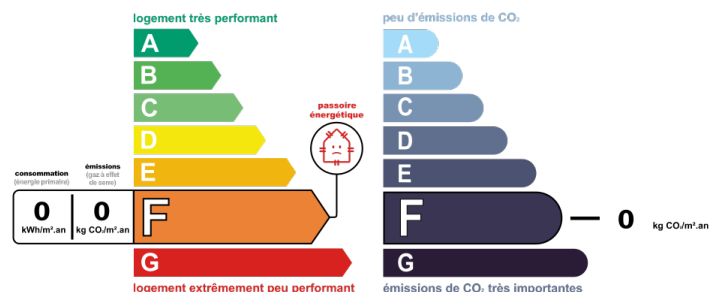 logement très performant
A
B
C
D
E
F
G
passoire
énergétique
consommation
(énergie primaire)
émissions
(gaz à effet
de serre)
0
kWh/m².an
0
kg CO₂/m².an
logement extrêmement peu performant
peu d'émissions de CO₂
A
B
C
D
E
F
G
0
kg CO₂/m².an
émissions de CO₂ très importantes